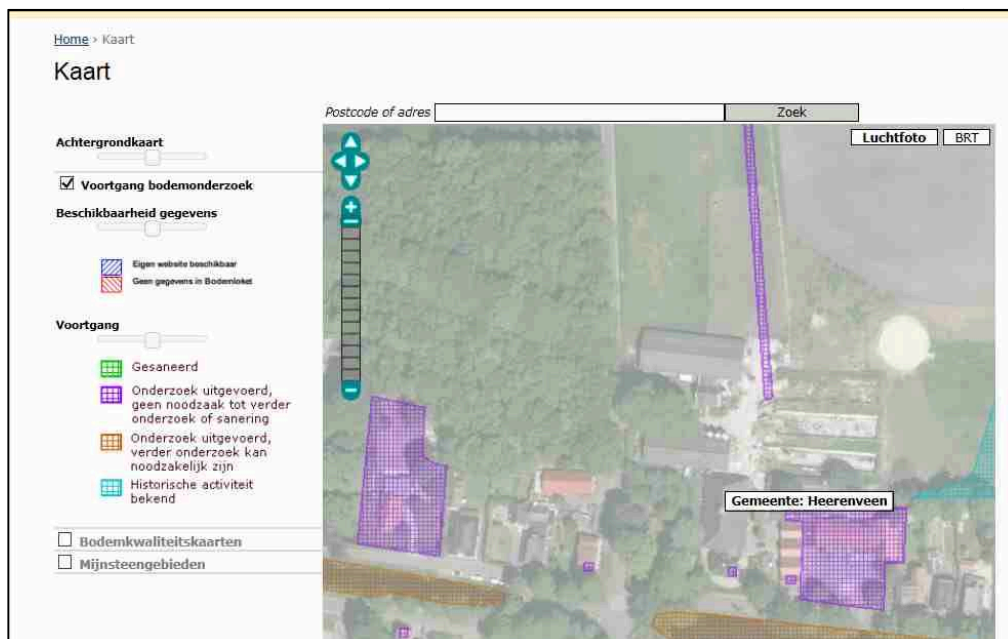 Home › Kaart
Kaart
Postcode of adres
Zoek
Luchtfoto
BRT
Achtergrondkaart
Voortgang bodemonderzoek
Beschikbaarheid gegevens
Eigen website beschikbaar
Geen gegevens in Bodemloket
Voortgang
Gesaneerd
Onderzoek uitgevoerd,
geen noodzaak tot verder
onderzoek of sanering
Onderzoek uitgevoerd,
verder onderzoek kan
noodzakelijk zijn
Historische activiteit
bekend
Gemeente: Heerenveen
Bodemkwaliteitskaarten
Mijnsteengebieden